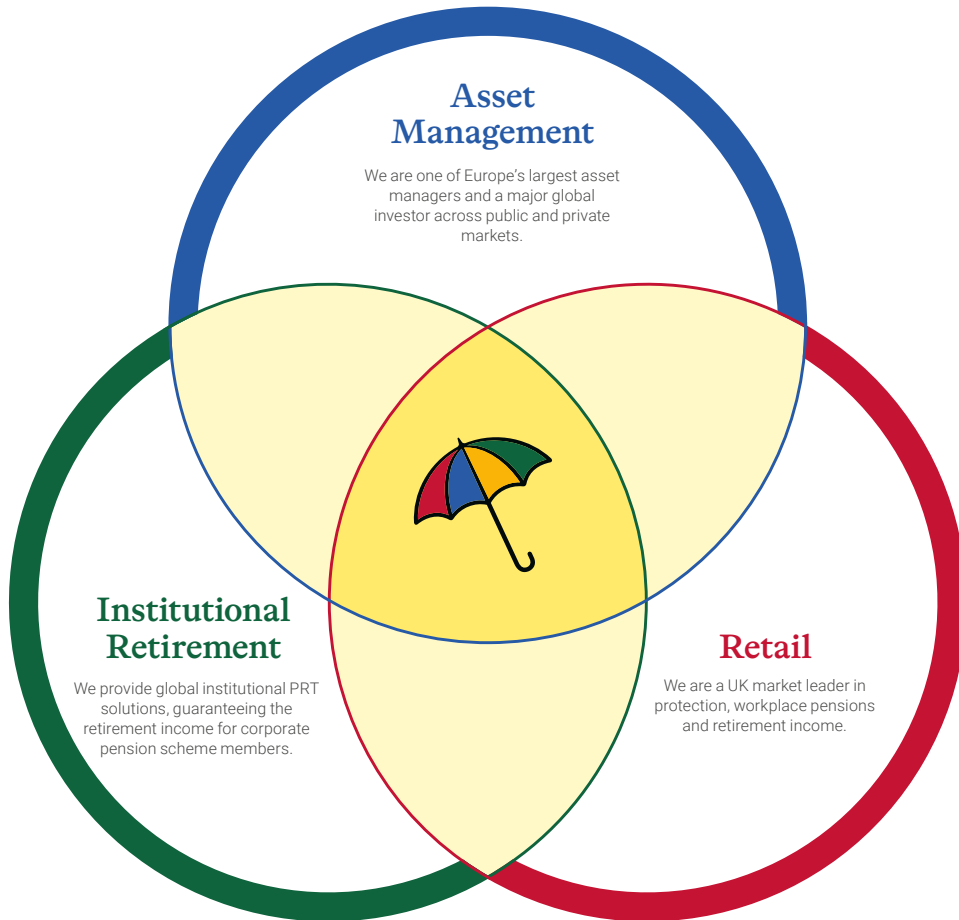 Asset
Management
We are one of Europe’s largest asset
managers and a major global
investor across public and private
markets.
Institutional
Retirement
We provide global institutional PRT
solutions, guaranteeing the
retirement income for corporate
pension scheme members.
Retail
We are a UK market leader in
protection, workplace pensions
and retirement income.